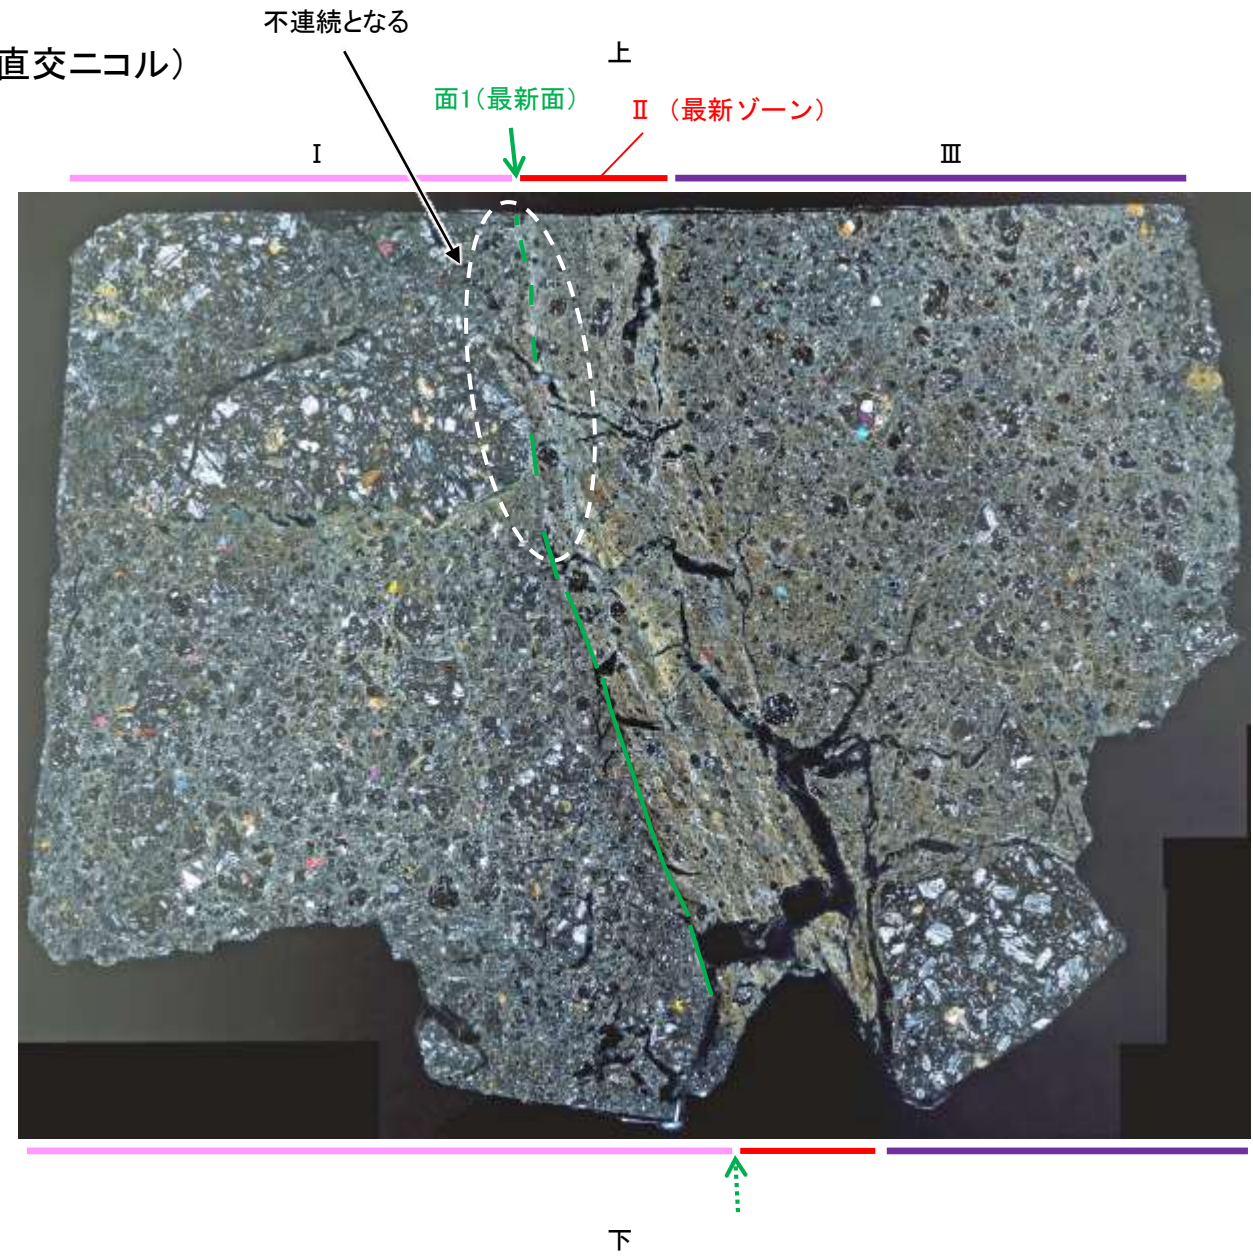 不連続となる
直交ニコル）
上
面1（最新面）
Ⅱ （最新ゾーン）
Ⅰ
Ⅲ
下